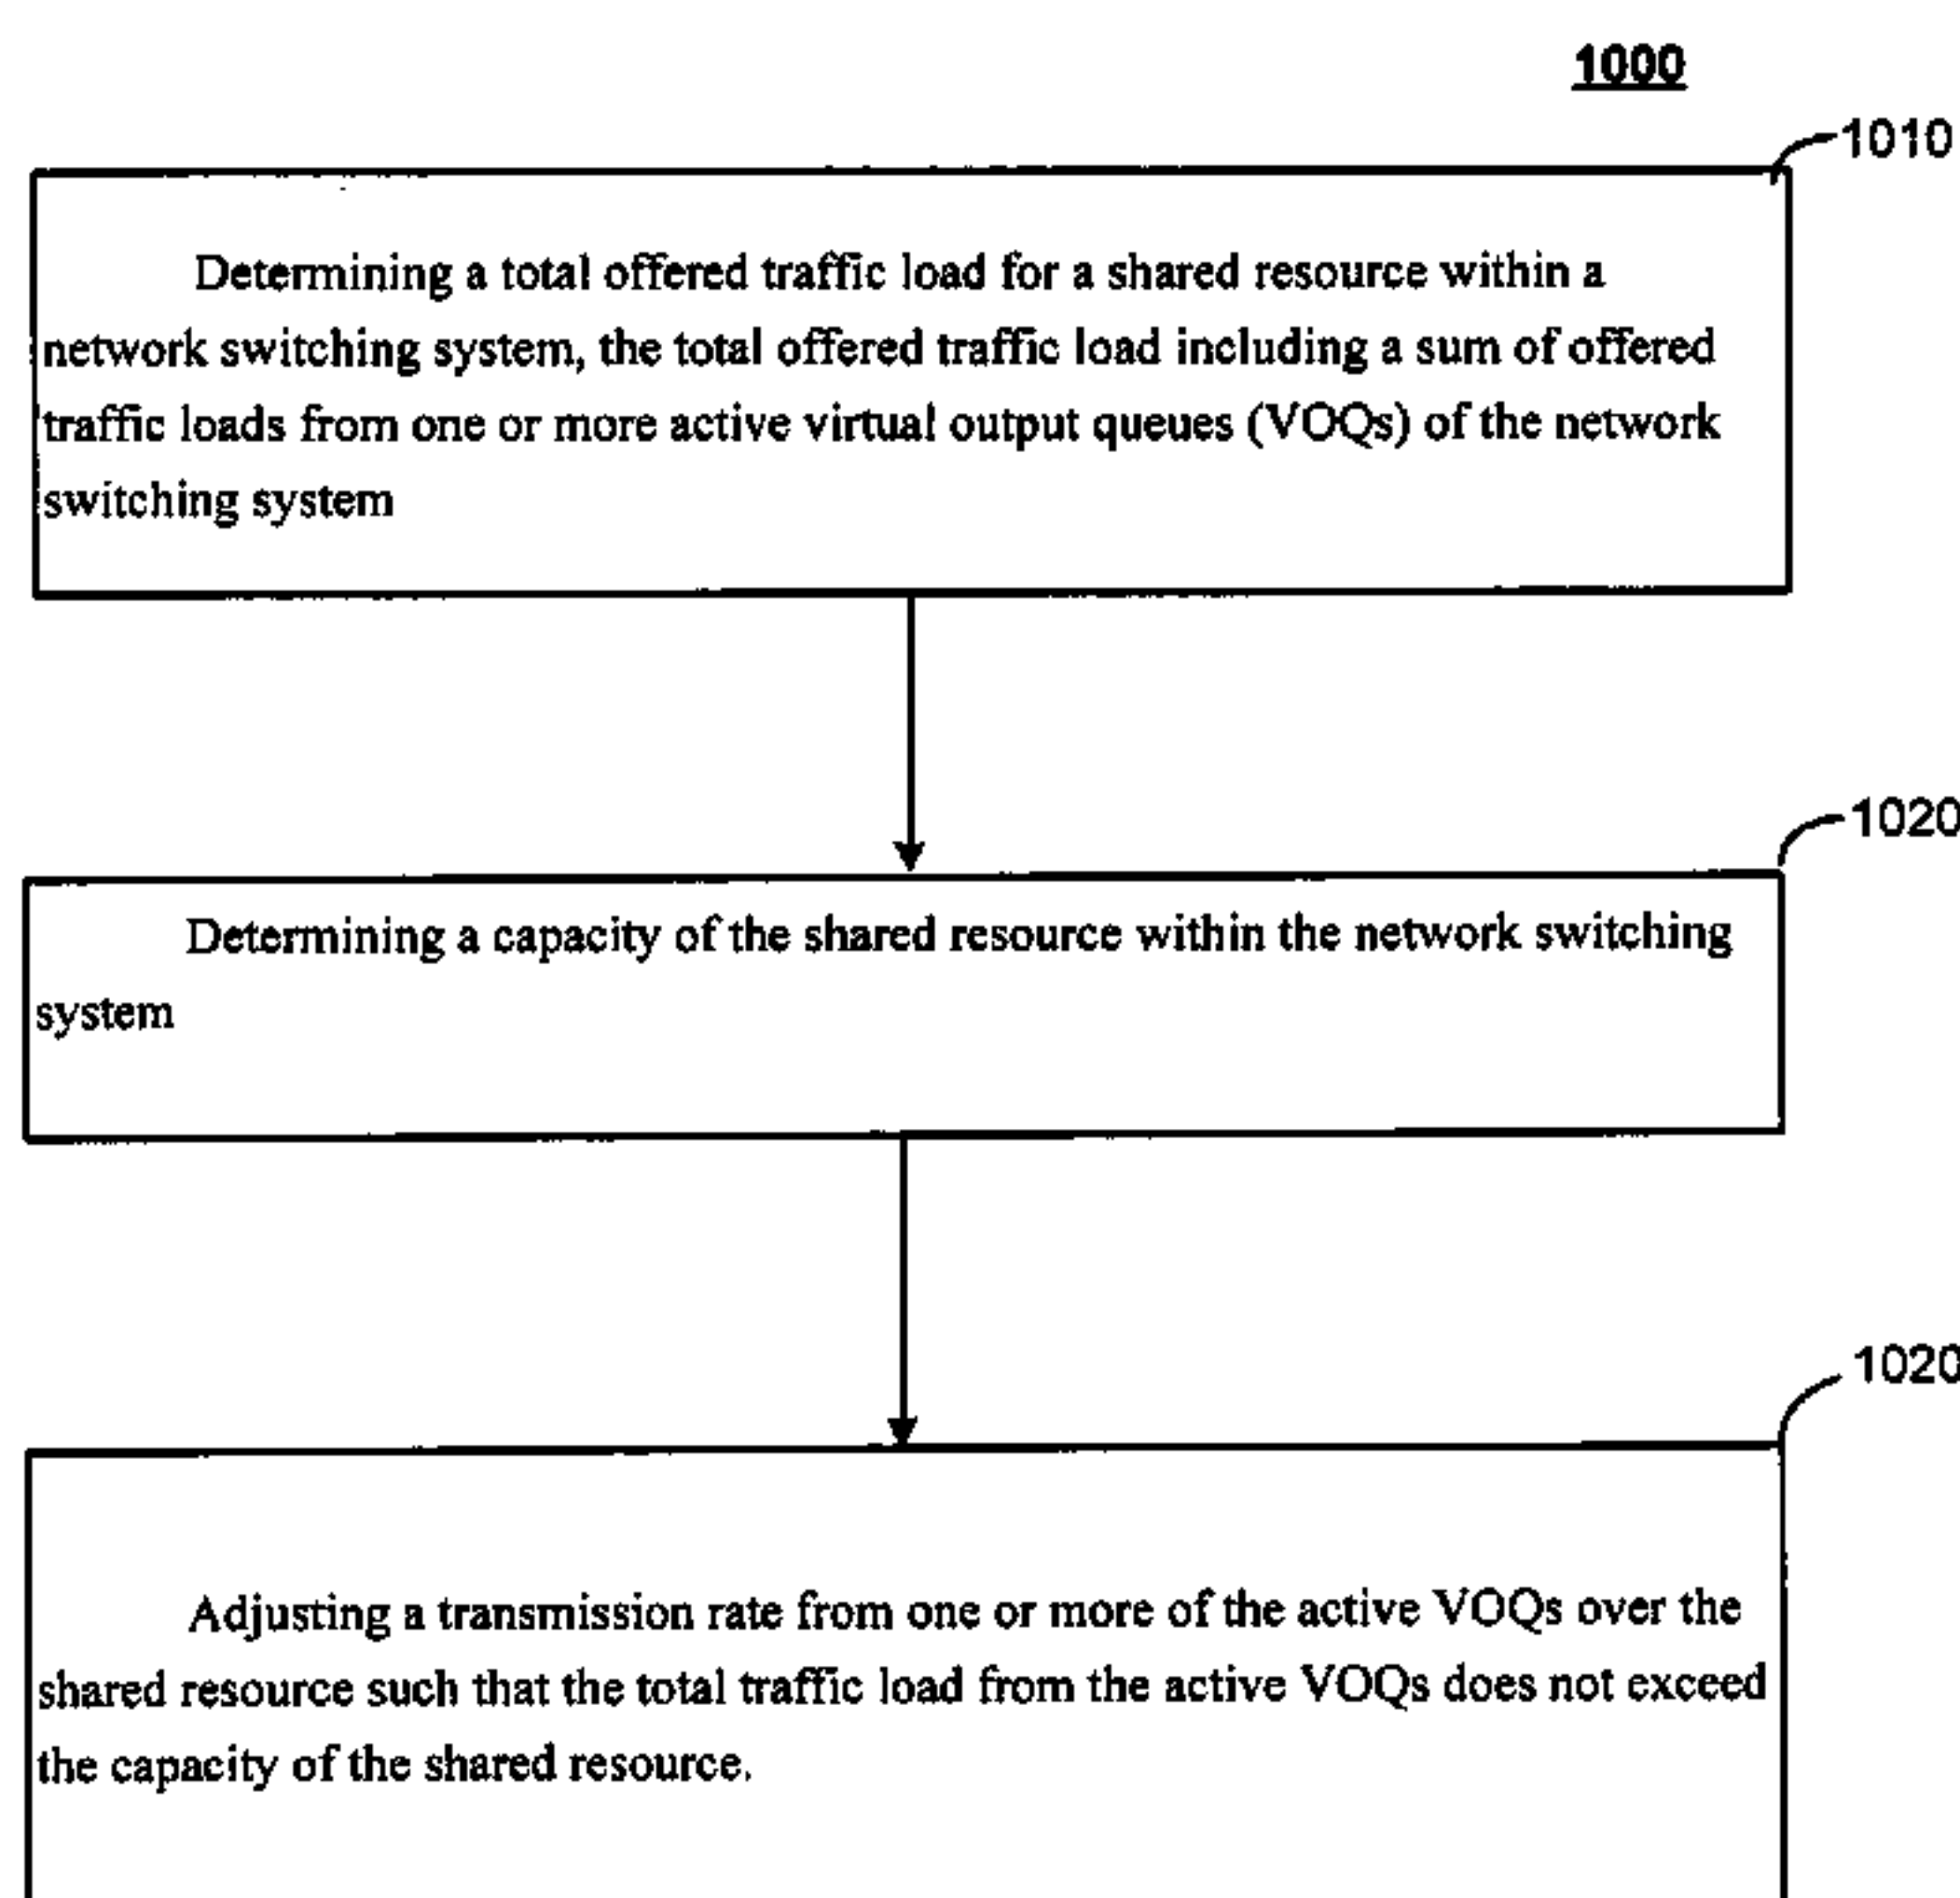 1000
1010
Determining a total offered traffic load for a shared resource within a
network switching system, the total offered traffic load including a sum of offered
traffic loads from one or more active virtual output queues (VOQs) of the network
switching system
1020
Determining a capacity of the shared resource within the network switching
system
1020
Adjusting a transmission rate from one or more of the active VOQs over the
shared resource such that the total traffic load from the active VOQs does not exceed
the capacity of the shared resource.